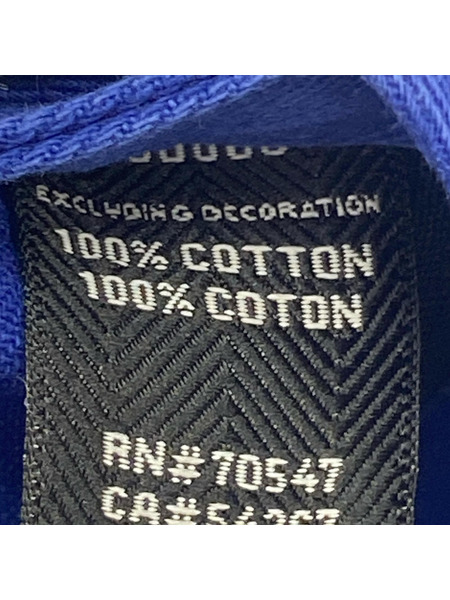 EXCLUDING DECORATION
100% COTTON
100% COTON
RN#70547